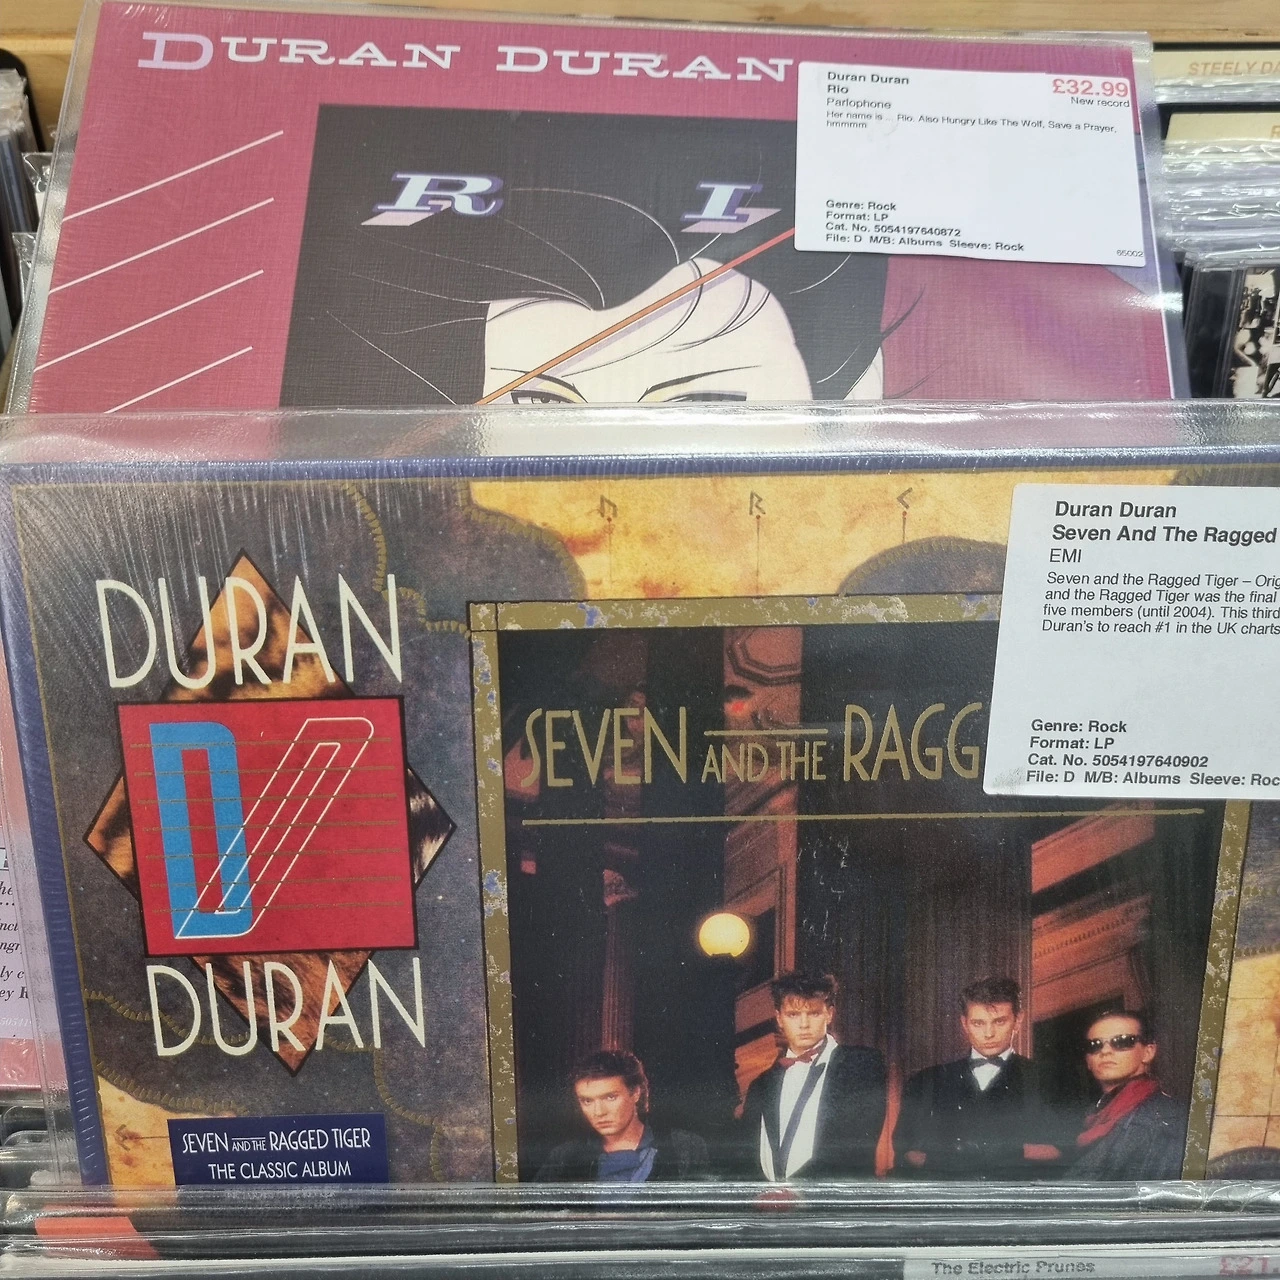 DURAN DURAN
STEELY DA
Duran Duran
Rio
£32.99
Parlophone
New record
Her name is ... Rio. Also Hungry Like The Wolf, Save a Prayer,
hmmmm
R I
Genre: Rock
Format: LP
Cat. No. 5054197640872
File: D M/B: Albums Sleeve: Rock
65002
Duran Duran
Seven And The Ragged
EMI
Seven and the Ragged Tiger – Orig
and the Ragged Tiger was the final
five members (until 2004). This third
Duran's to reach #1 in the UK charts
Genre: Rock
Format: LP
Cat. No. 5054197640902
File: D M/B: Albums Sleeve: Roc
DURAN
DURAN
SEVEN AND THE RAGG
SEVEN AND THE RAGGED TIGER
THE CLASSIC ALBUM
The Electric Prunes
£21.